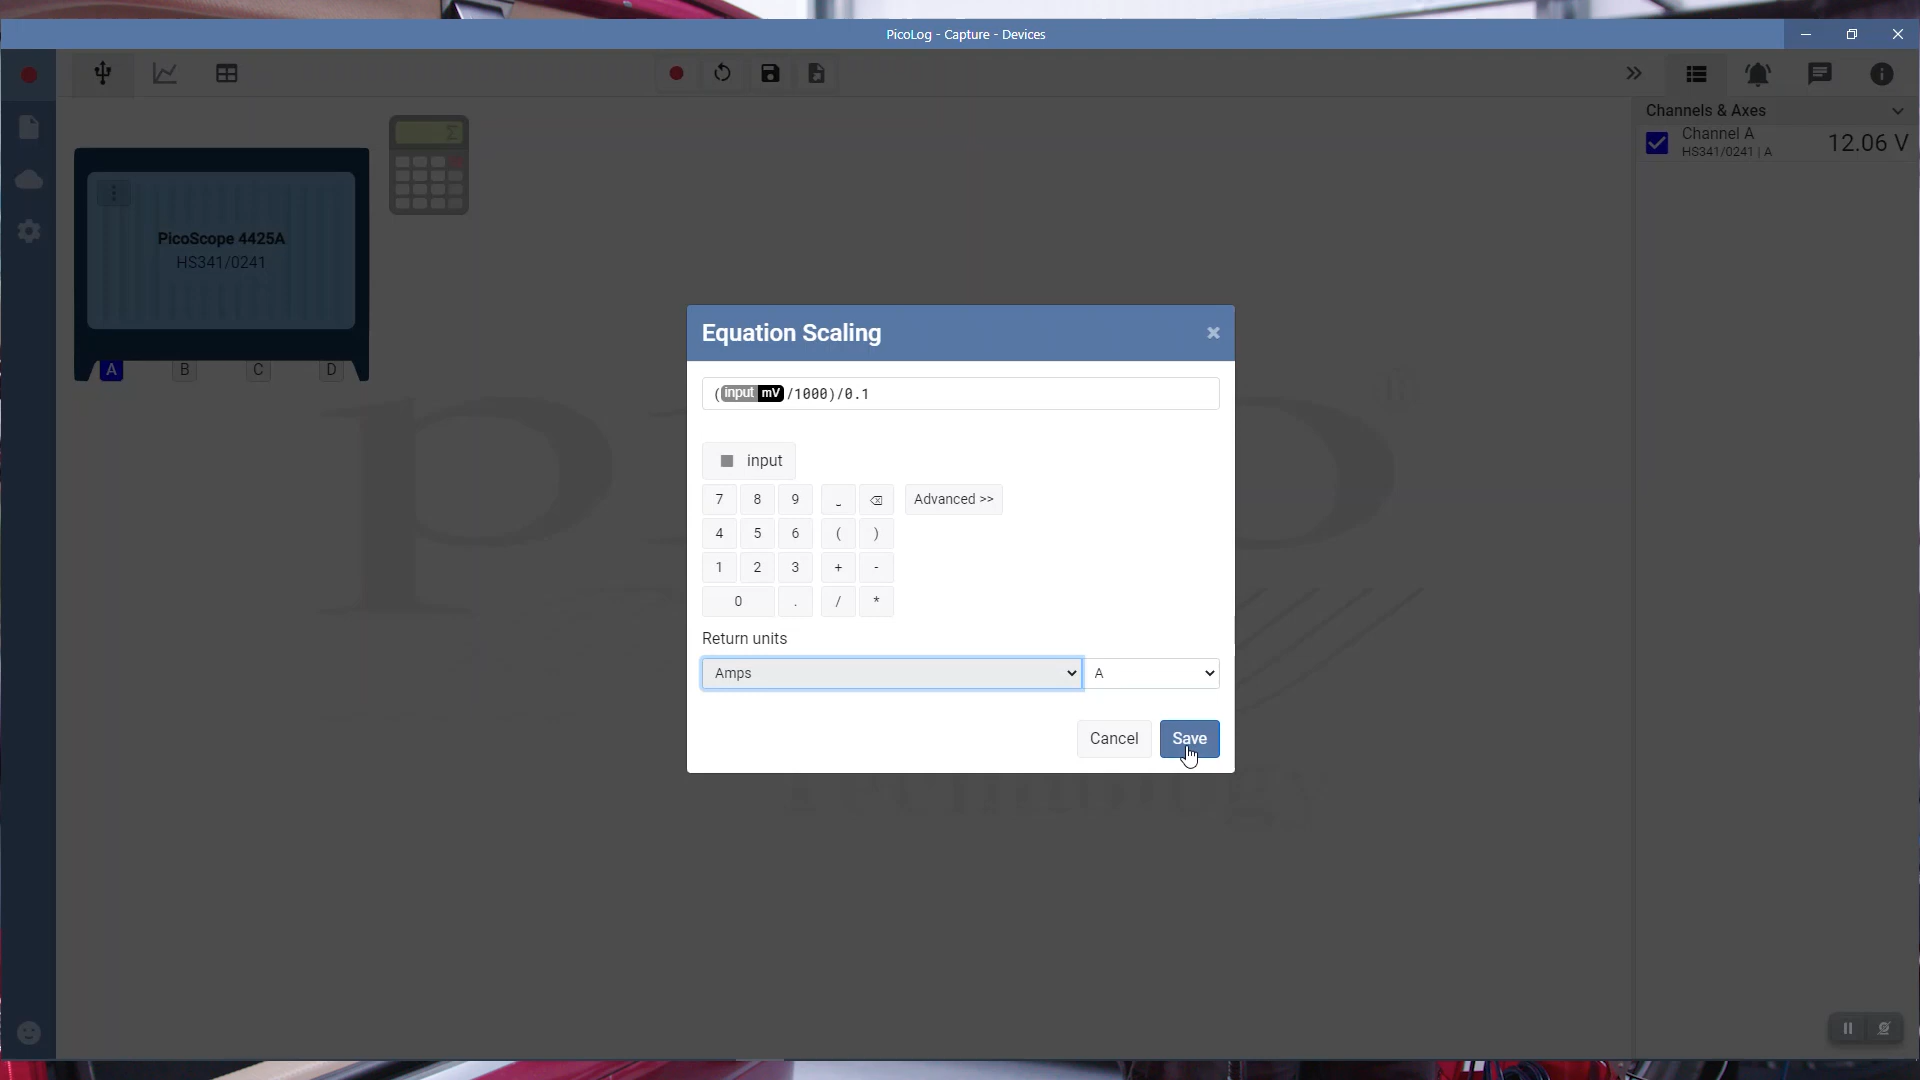 PicoLog - Capture - Devices
Channels & Axes
Channel A
HS341/0241 | A
12.06 V
Σ
PicoScope 4425A
HS341/0241
A B C D
Equation Scaling
(input mV/1000)/0.1
input
7 8 9 _ Advanced >>
4 5 6 ( )
1 2 3 + -
0 . / *
Return units
Amps A
Cancel Save
pico
Technology